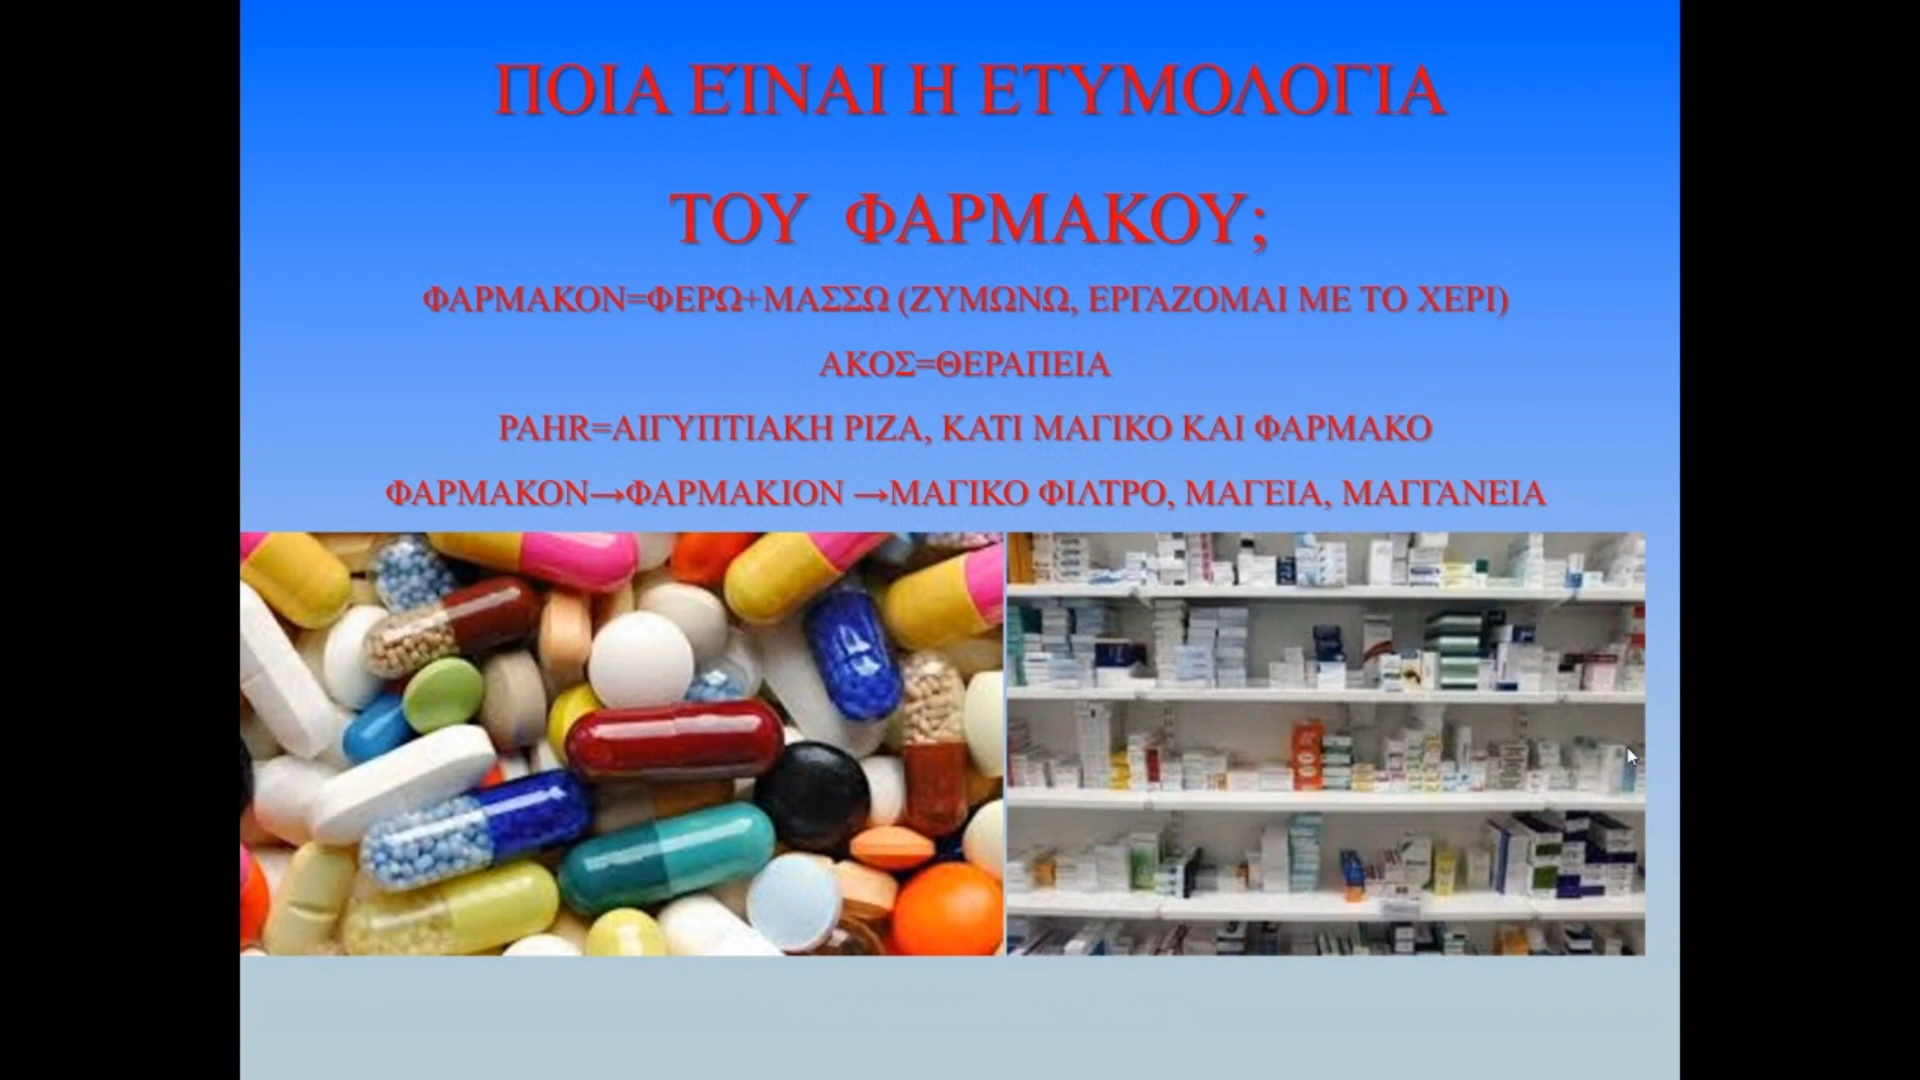 ΠΟΙΑ ΕΊΝΑΙ Η ΕΤΥΜΟΛΟΓΙΑ
ΤΟΥ ΦΑΡΜΑΚΟΥ;
ΦΑΡΜΑΚΟΝ=ΦΕΡΩ+ΜΑΣΣΩ (ΖΥΜΩΝΩ, ΕΡΓΑΖΟΜΑΙ ΜΕ ΤΟ ΧΕΡΙ)
ΑΚΟΣ=ΘΕΡΑΠΕΙΑ
PAHR=ΑΙΓΥΠΤΙΑΚΗ ΡΙΖΑ, ΚΑΤΙ ΜΑΓΙΚΟ ΚΑΙ ΦΑΡΜΑΚΟ
ΦΑΡΜΑΚΟΝ→ΦΑΡΜΑΚΙΟΝ →ΜΑΓΙΚΟ ΦΙΛΤΡΟ, ΜΑΓΕΙΑ, ΜΑΓΓΑΝΕΙΑ